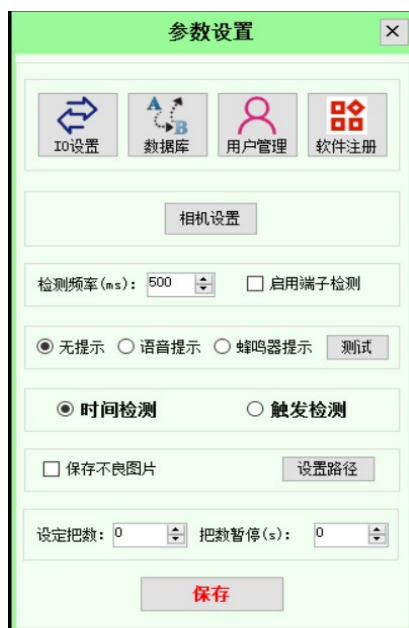 参数设置
IO设置 数据库 用户管理 软件注册
相机设置
检测频率(ms): 500 启用端子检测
无提示 语音提示 蜂鸣器提示 测试
时间检测 触发检测
保存不良图片 设置路径
设定把数: 0 把数暂停(s): 0
保存